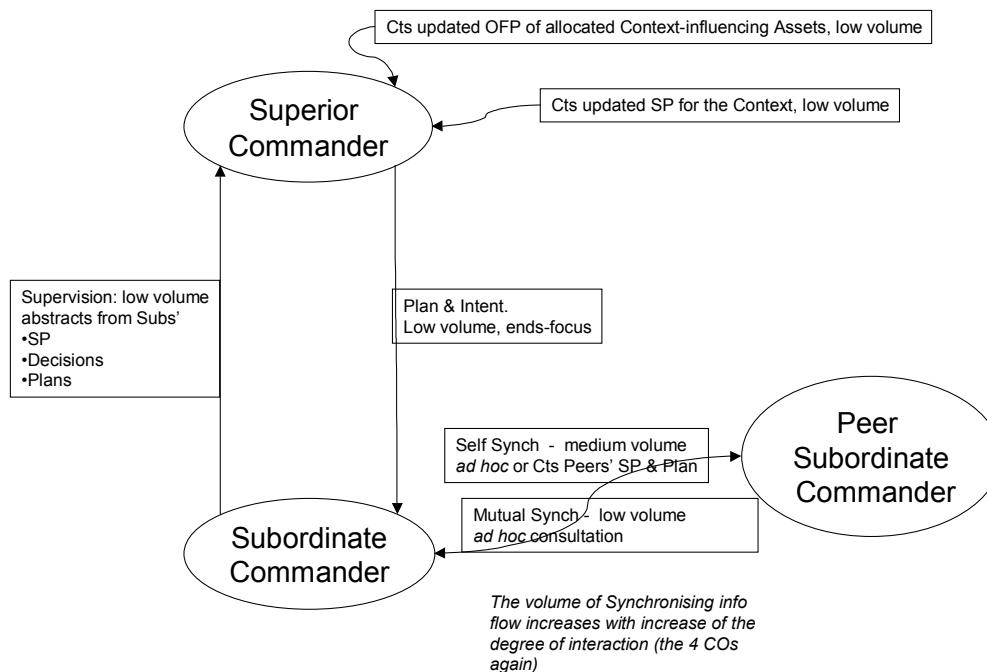 Cts updated OFP of allocated Context-influencing Assets, low volume
Superior
Commander
Cts updated SP for the Context, low volume
Supervision: low volume
abstracts from Subs’
•SP
•Decisions
•Plans
Plan & Intent.
Low volume, ends-focus
Peer
Subordinate
Commander
Self Synch - medium volume
ad hoc or Cts Peers’ SP & Plan
Mutual Synch - low volume
ad hoc consultation
Subordinate
Commander
The volume of Synchronising info
flow increases with increase of the
degree of interaction (the 4 COs
again)